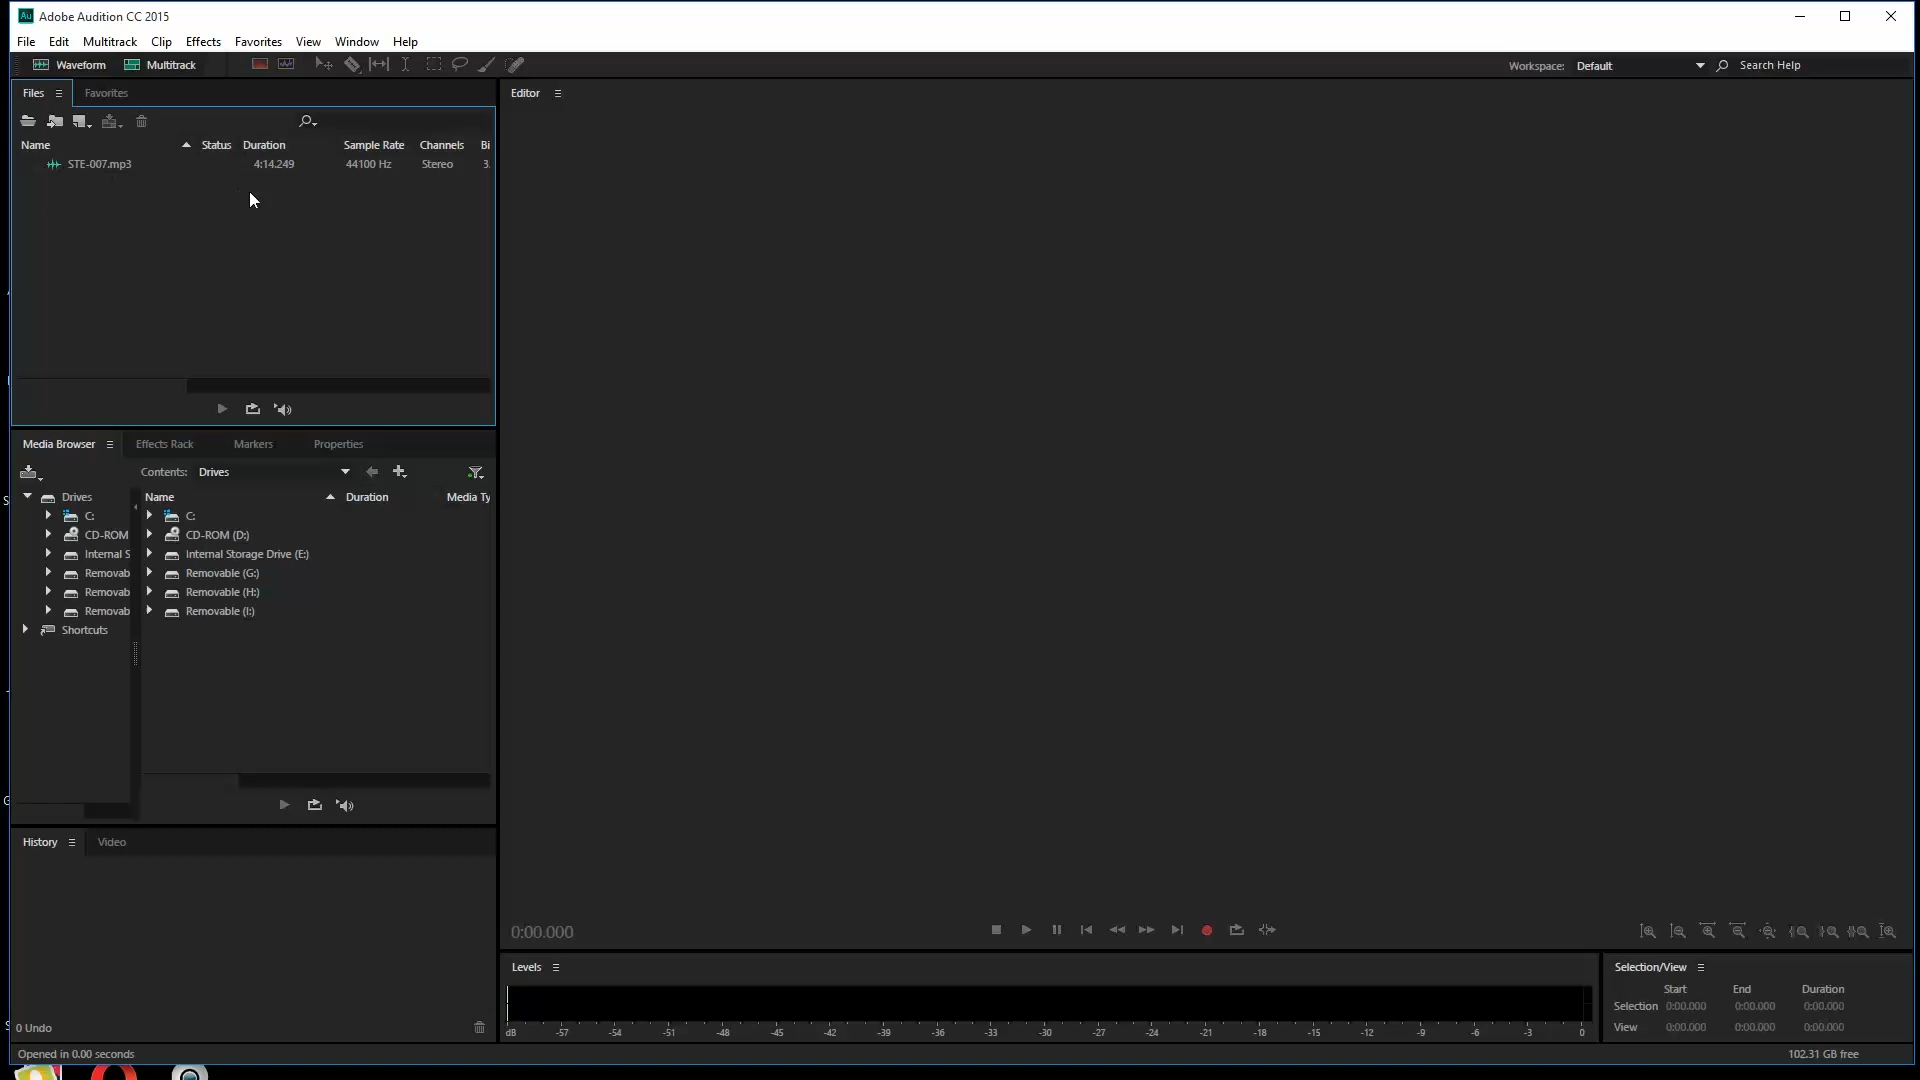 Adobe Audition CC 2015
File Edit Multitrack Clip Effects Favorites View Window Help
Waveform Multitrack Workspace: Default Search Help
Files Favorites
Editor
Name Status Duration Sample Rate Channels Bi
STE-007.mp3 4:14.249 44100 Hz Stereo 3
Media Browser Effects Rack Markers Properties
Contents: Drives
Drives
C:
CD-ROM
Internal S
Removab
Removab
Removab
Shortcuts
Name Duration Media Ty
C:
CD-ROM (D:)
Internal Storage Drive (E:)
Removable (G:)
Removable (H:)
Removable (I:)
History Video
0 Undo
0:00.000
Levels
dB -57 -54 -51 -48 -45 -42 -39 -36 -33 -30 -27 -24 -21 -18 -15 -12 -9 -6 -3 0
Selection/View
Start End Duration
Selection 0:00.000 0:00.000 0:00.000
View 0:00.000 0:00.000 0:00.000
Opened in 0.00 seconds
102.31 GB free